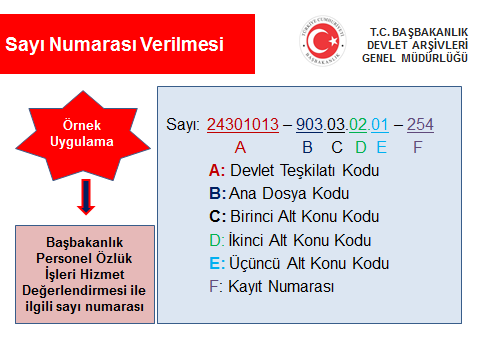 Sayı Numarası Verilmesi
T.C. BAŞBAKANLIK
DEVLET ARŞİVLERİ
GENEL MÜDÜRLÜĞÜ
Örnek
Uygulama
Başbakanlık
Personel Özlük
İşleri Hizmet
Değerlendirmesi ile
ilgili sayı numarası
Sayı: 24301013 – 903.03.02.01 – 254
A B C D E F
A: Devlet Teşkilatı Kodu
B: Ana Dosya Kodu
C: Birinci Alt Konu Kodu
D: İkinci Alt Konu Kodu
E: Üçüncü Alt Konu Kodu
F: Kayıt Numarası